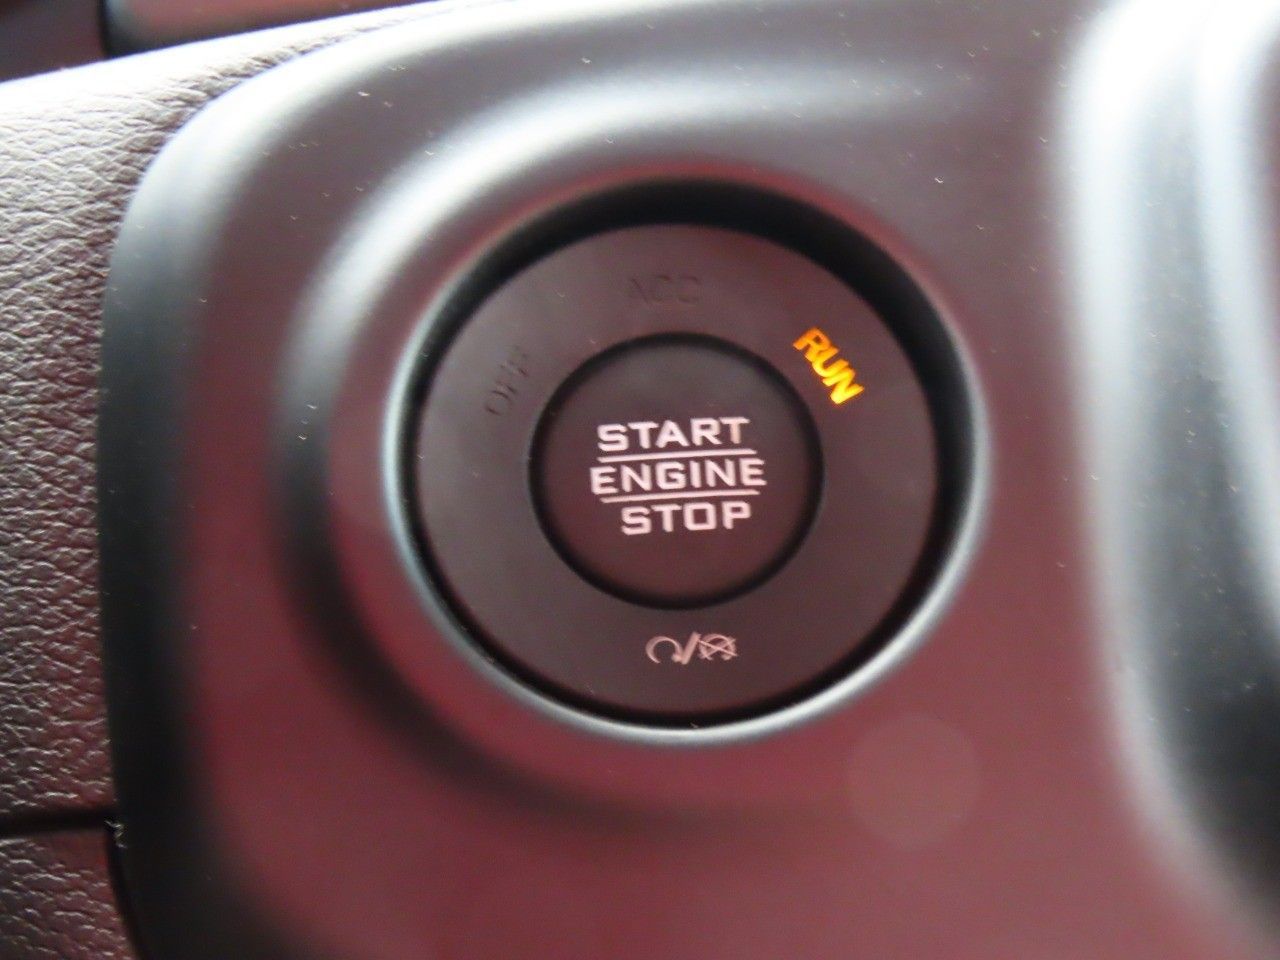 ACC
OFF
RUN
START
ENGINE
STOP